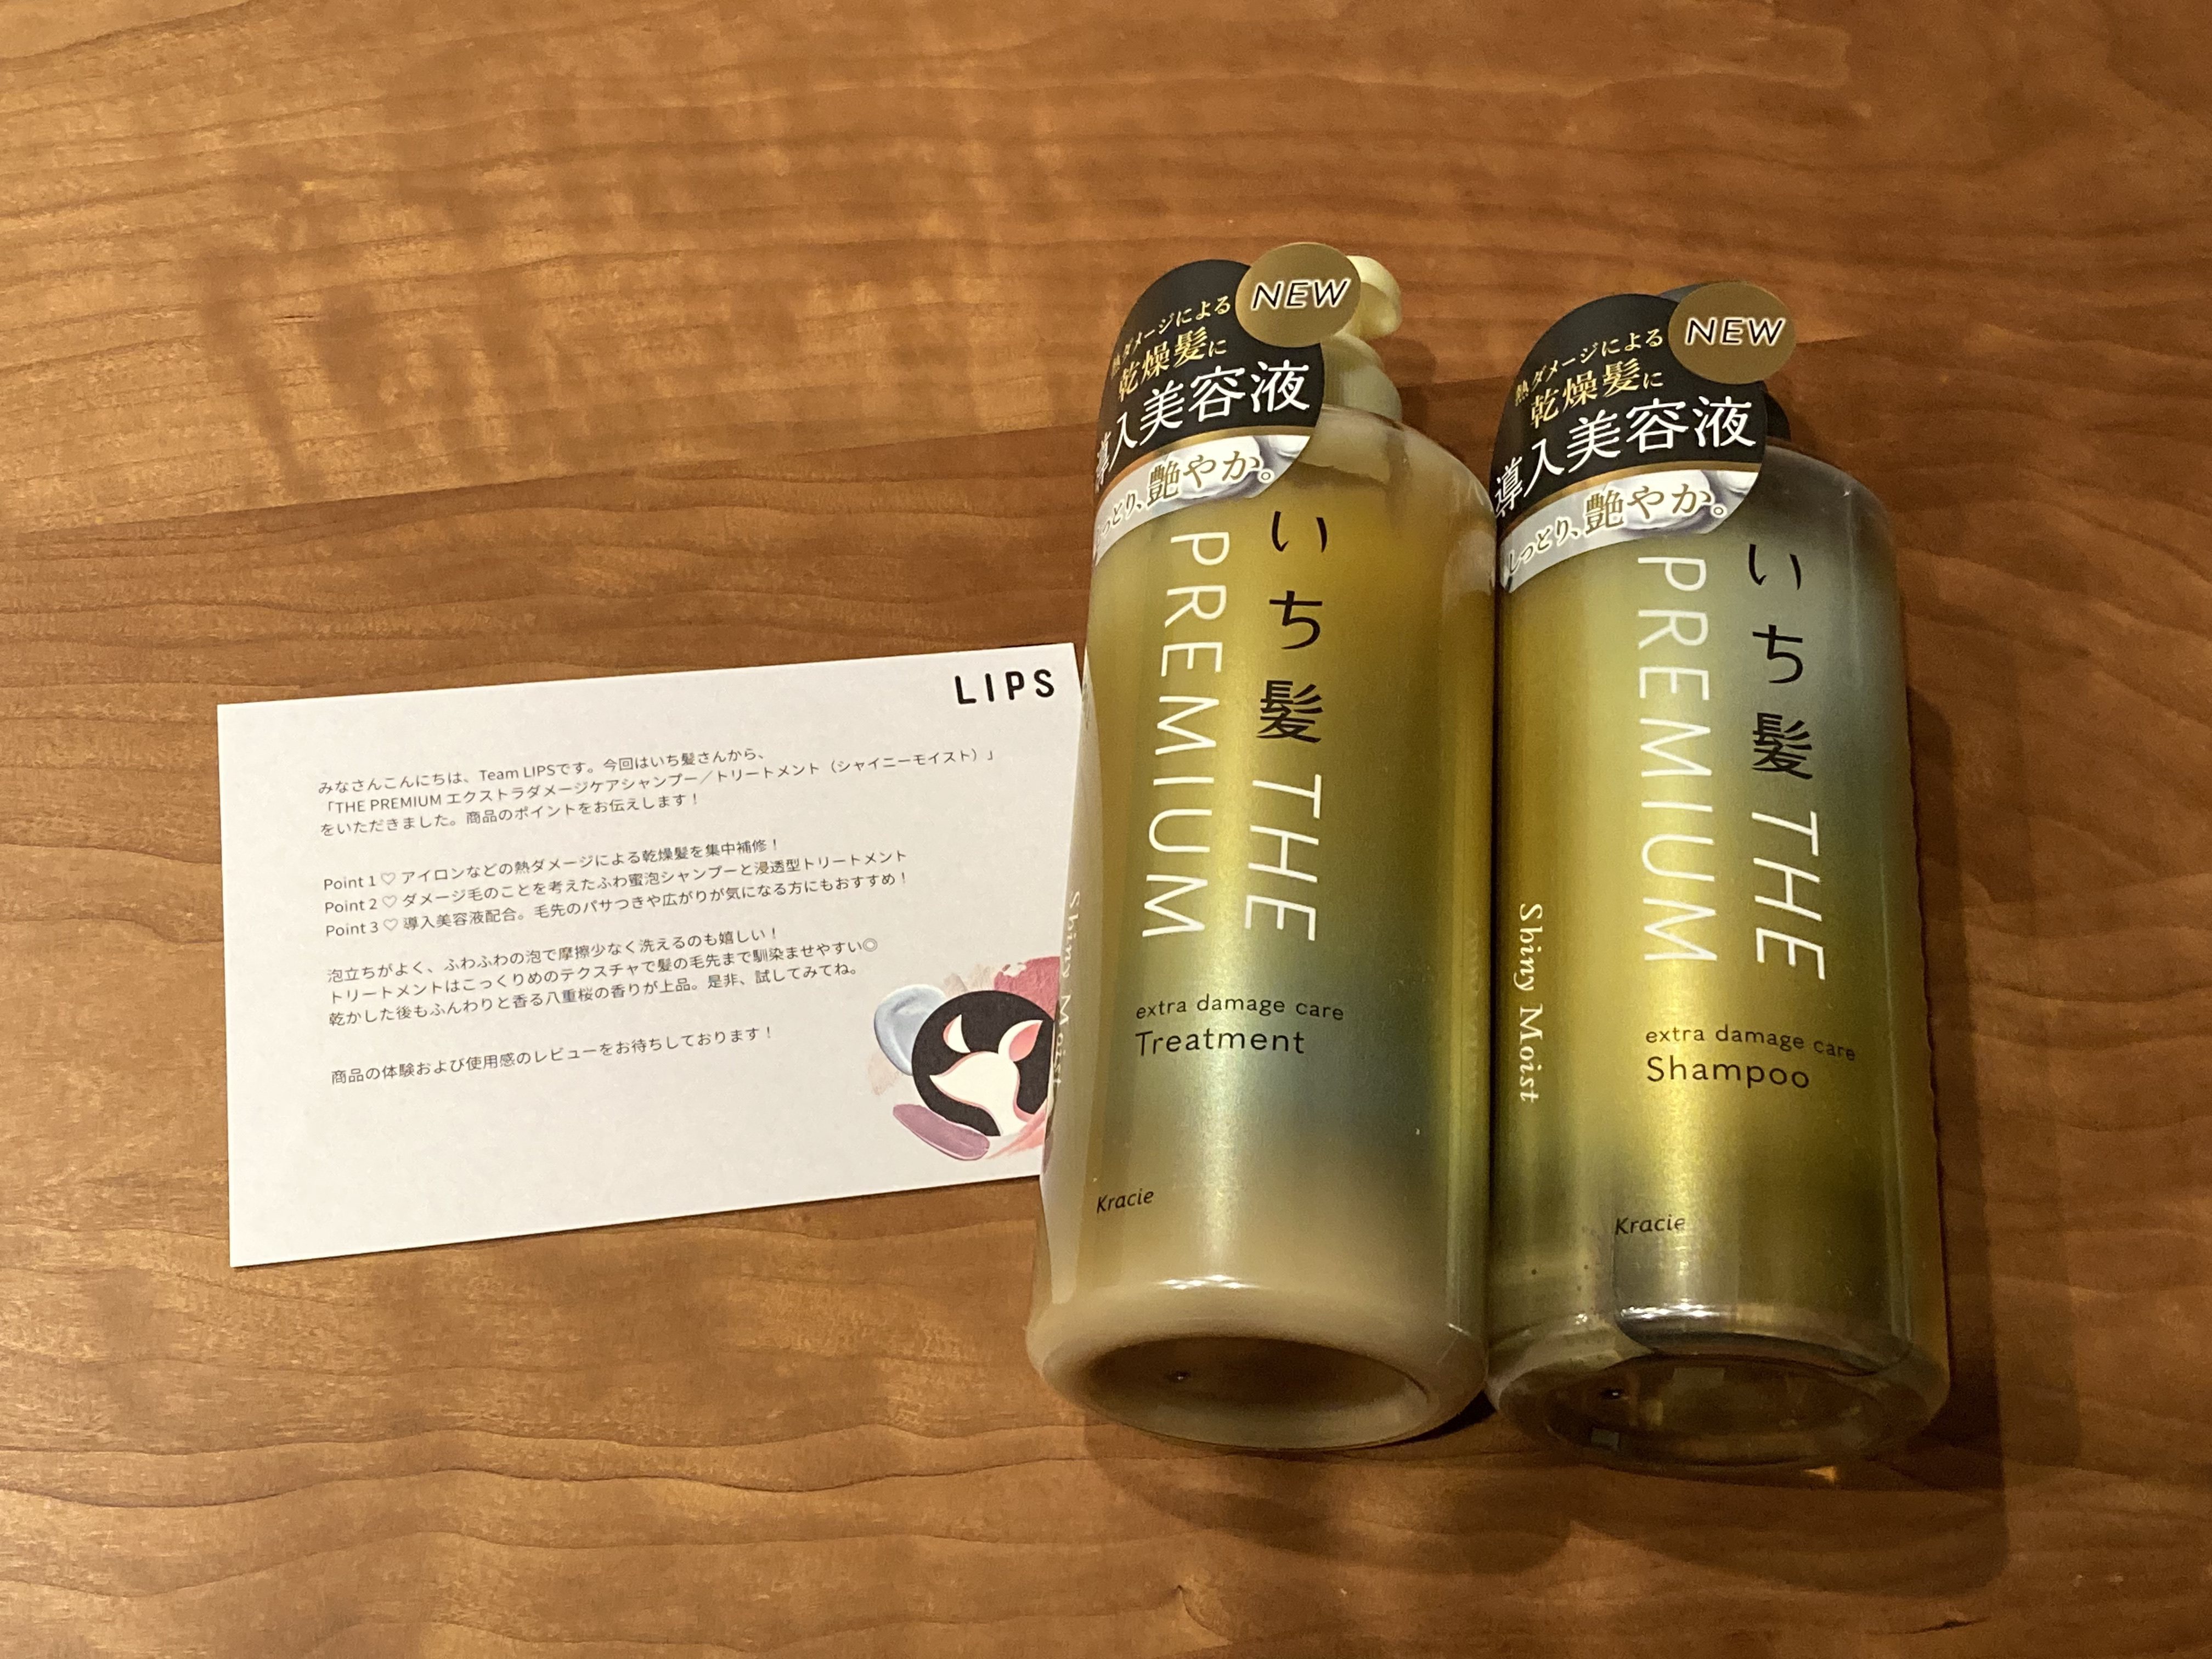 LIPS
みなさんこんにちは、Team LIPSです。今回はいち髪さんから、
「THE PREMIUM エクストラダメージケアシャンプー／トリートメント（シャイニーモイスト）」
をいただきました。商品のポイントをお伝えします！
Point 1 ♡ アイロンなどの熱ダメージによる乾燥髪を集中補修！
Point 2 ♡ ダメージ毛のことを考えたふわ蜜泡シャンプーと浸透型トリートメント
Point 3 ♡ 導入美容液配合。毛先のパサつきや広がりが気になる方にもおすすめ！
泡立ちがよく、ふわふわの泡で摩擦少なく洗えるのも嬉しい！
トリートメントはこっくりめのテクスチャで髪の毛先まで馴染ませやすい◎
乾かした後もふんわりと香る八重桜の香りが上品。是非、試してみてね。
商品の体験および使用感のレビューをお待ちしております！
NEW
熱ダメージによる
乾燥髪に
導入美容液
しっとり、艶やか。
いち髪 THE
PREMIUM
Shiny Moist
extra damage care
Treatment
Kracie
NEW
熱ダメージによる
乾燥髪に
導入美容液
しっとり、艶やか。
いち髪 THE
PREMIUM
Shiny Moist
extra damage care
Shampoo
Kracie